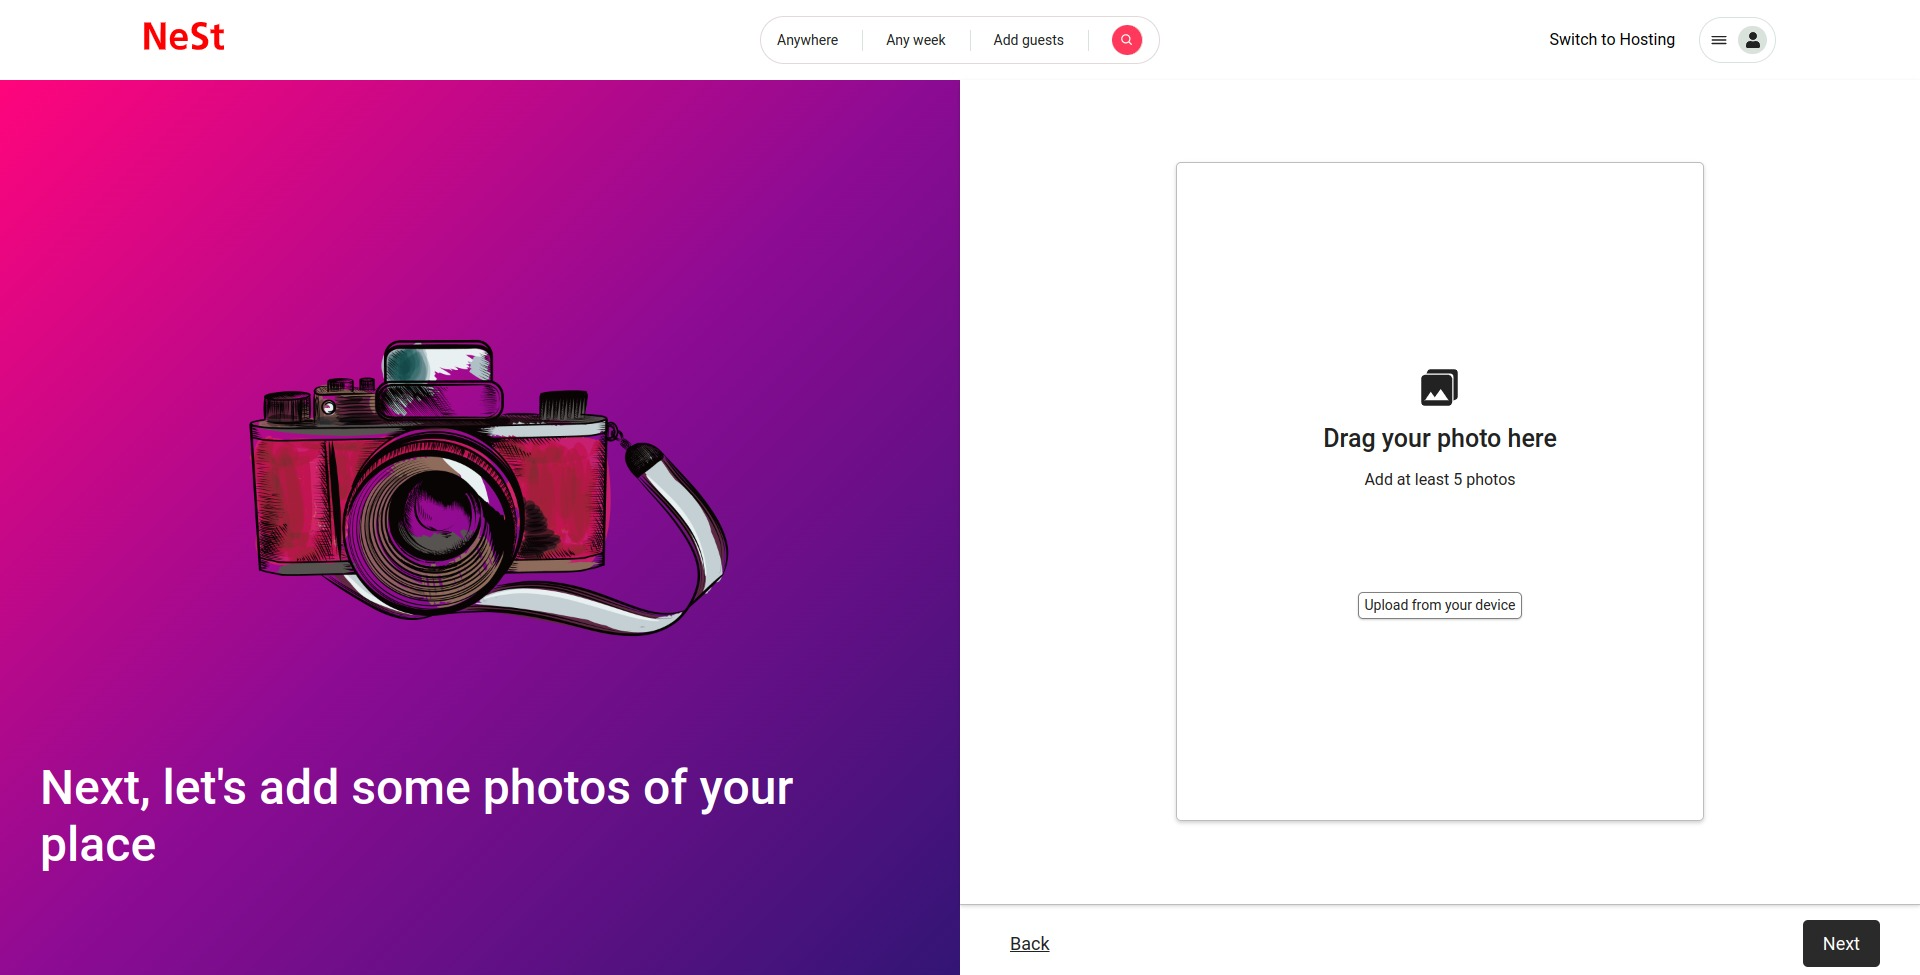 NeSt
Anywhere
Any week
Add guests
Switch to Hosting
Next, let's add some photos of your
place
Drag your photo here
Add at least 5 photos
Upload from your device
Back
Next